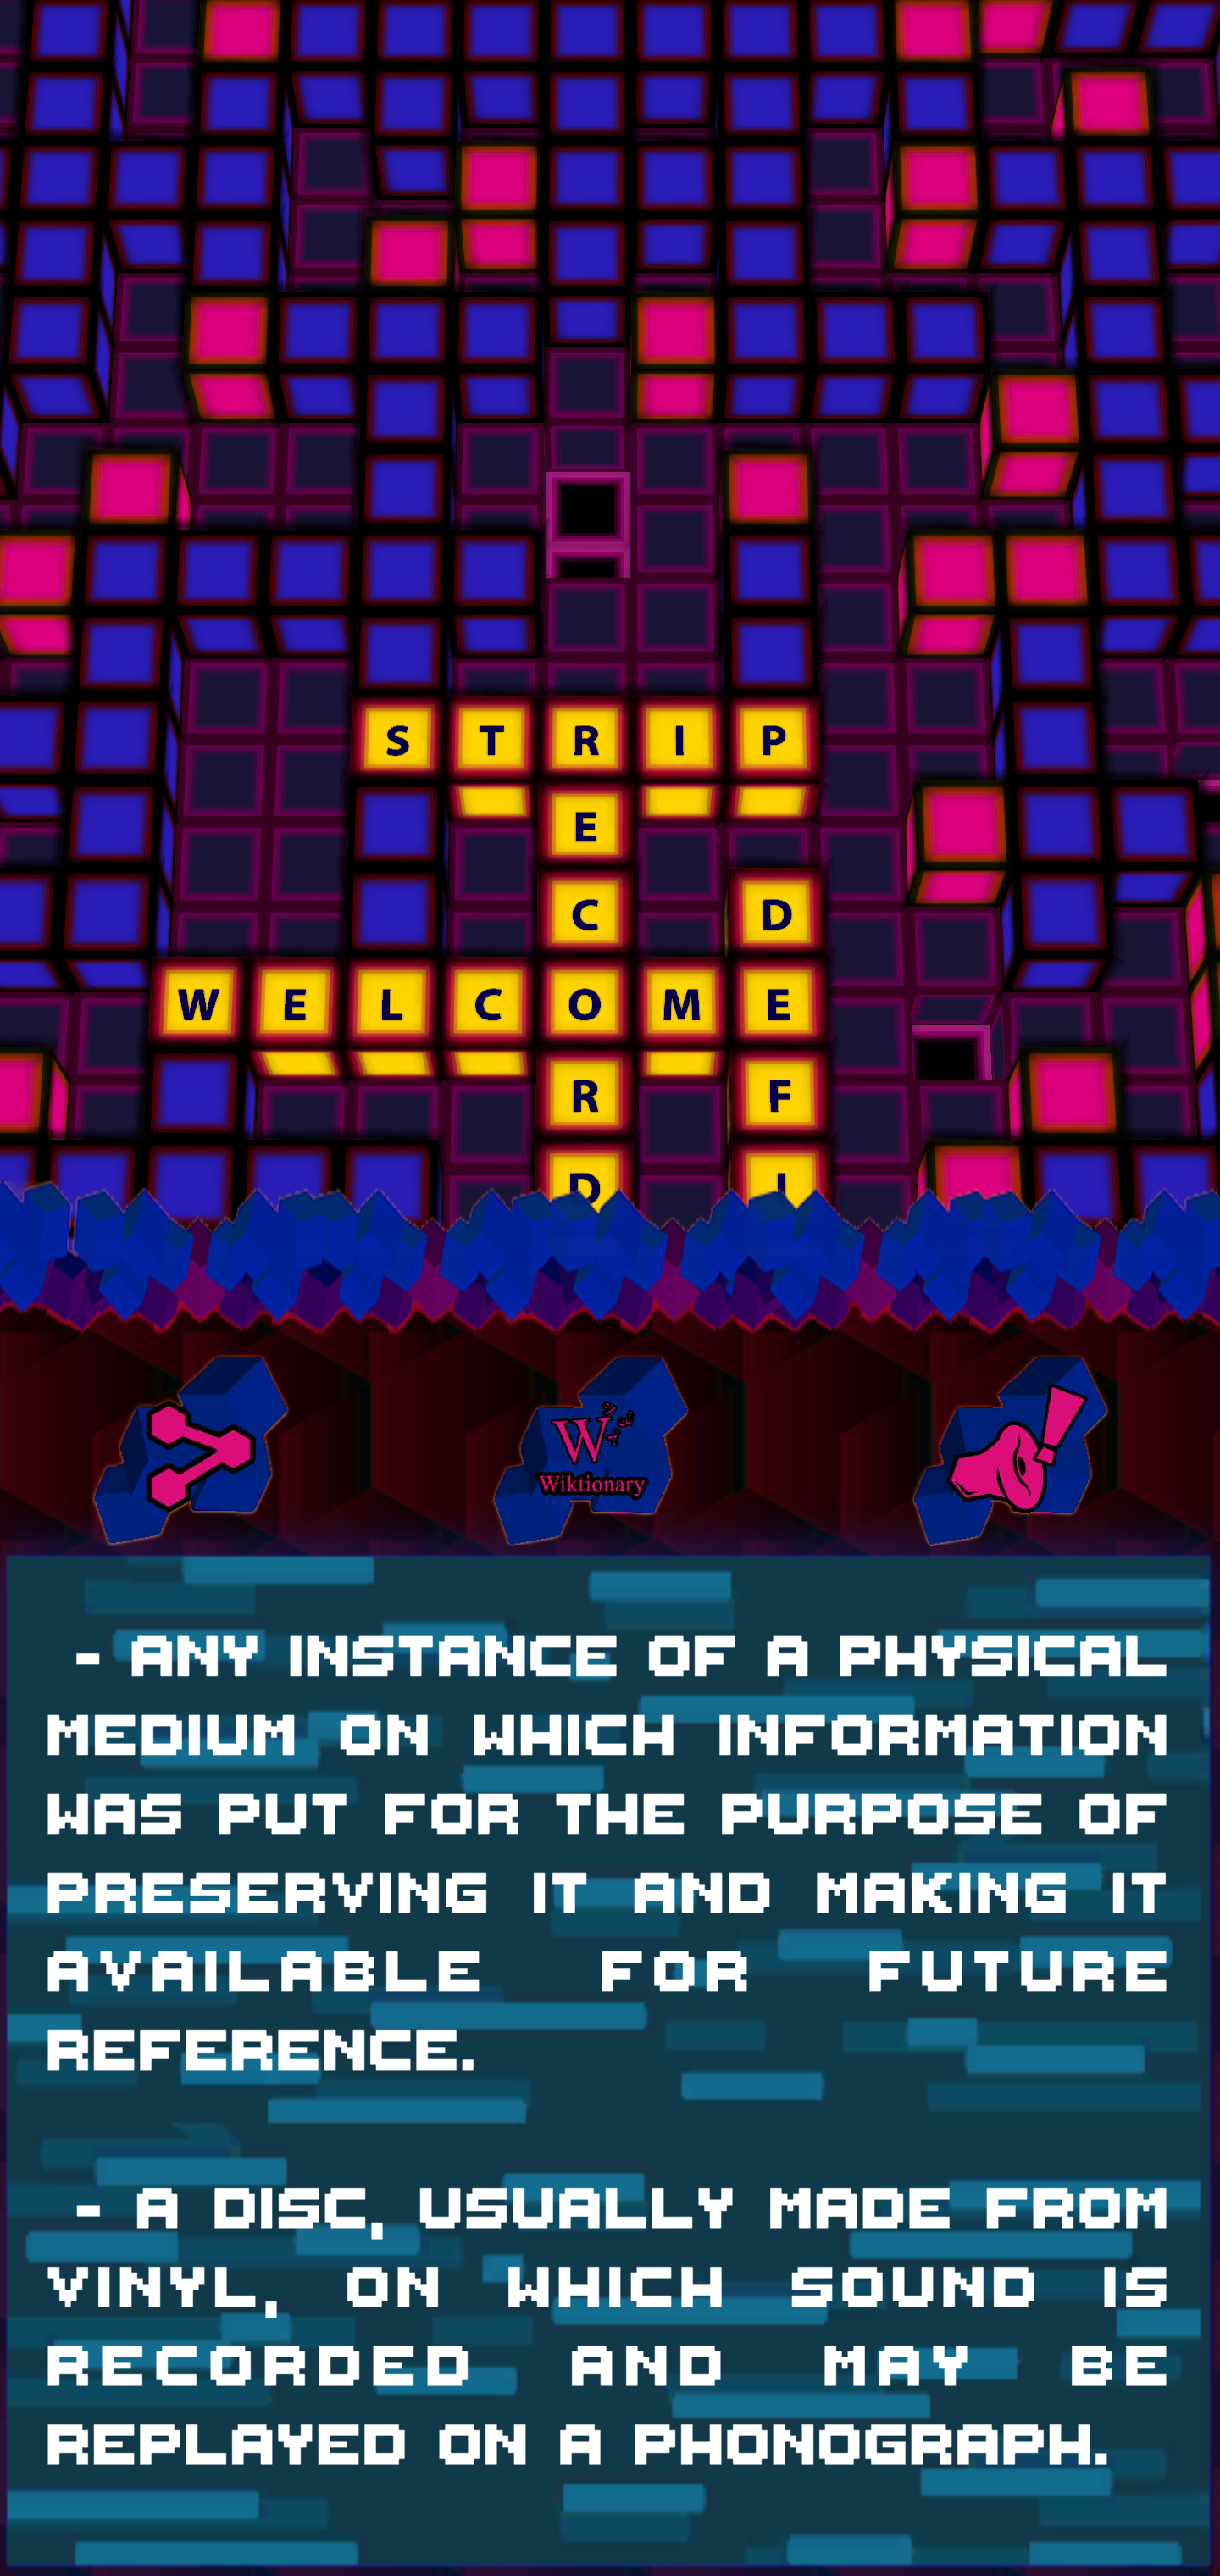 STRIP
E
C D
WELCOME
R F
D I
W
Wiktionary
- ANY INSTANCE OF A PHYSICAL
MEDIUM ON WHICH INFORMATION
WAS PUT FOR THE PURPOSE OF
PRESERVING IT AND MAKING IT
AVAILABLE FOR FUTURE
REFERENCE.
- A DISC, USUALLY MADE FROM
VINYL, ON WHICH SOUND IS
RECORDED AND MAY BE
REPLAYED ON A PHONOGRAPH.